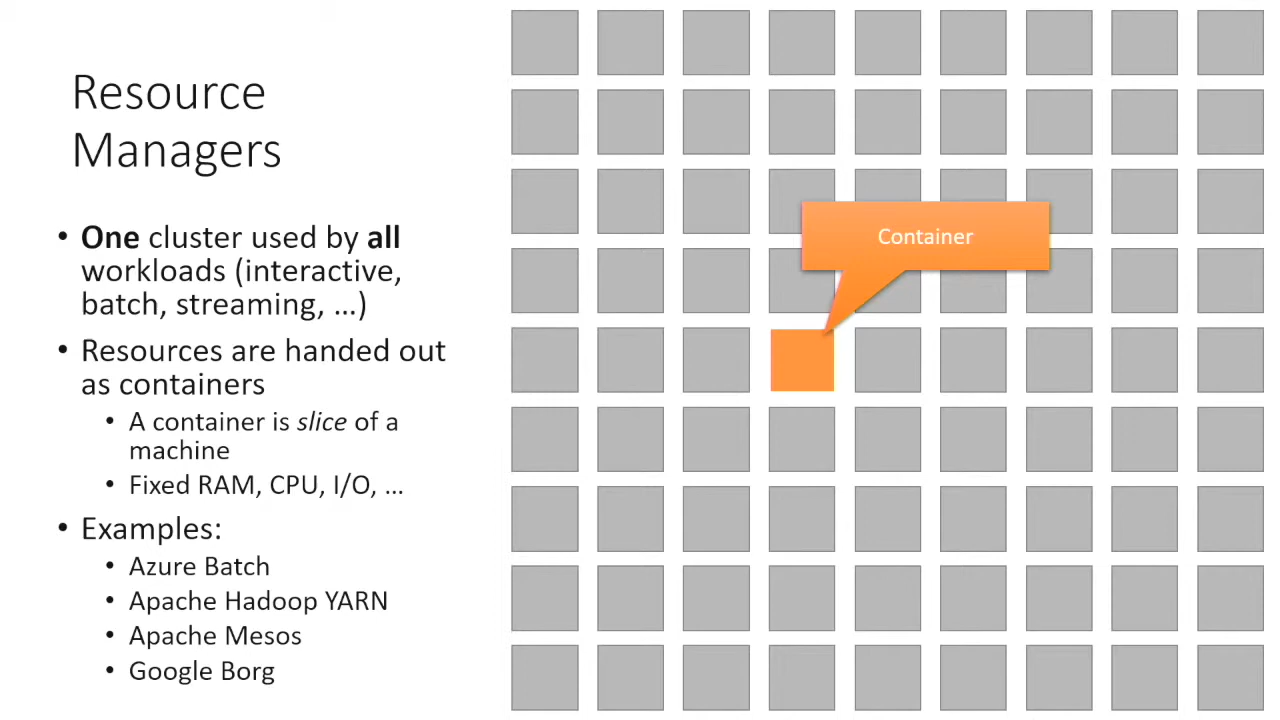 Resource
Managers
• One cluster used by all
workloads (interactive,
batch, streaming, ...)
• Resources are handed out
as containers
• A container is slice of a
machine
• Fixed RAM, CPU, I/O, ...
• Examples:
• Azure Batch
• Apache Hadoop YARN
• Apache Mesos
• Google Borg
Container